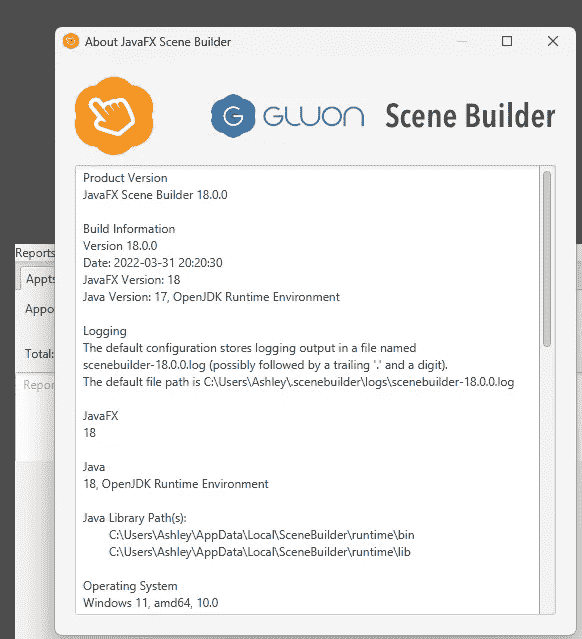 About JavaFX Scene Builder
G GLUON Scene Builder
Product Version
JavaFX Scene Builder 18.0.0
Build Information
Version 18.0.0
Date: 2022-03-31 20:20:30
JavaFX Version: 18
Java Version: 17, OpenJDK Runtime Environment
Logging
The default configuration stores logging output in a file named
scenebuilder-18.0.0.log (possibly followed by a trailing '.' and a digit).
The default file path is C:\Users\Ashley\.scenebuilder\logs\scenebuilder-18.0.0.log
JavaFX
18
Java
18, OpenJDK Runtime Environment
Java Library Path(s):
C:\Users\Ashley\AppData\Local\SceneBuilder\runtime\bin
C:\Users\Ashley\AppData\Local\SceneBuilder\runtime\lib
Operating System
Windows 11, amd64, 10.0
Reports
Appts
Appo
Total:
Repor